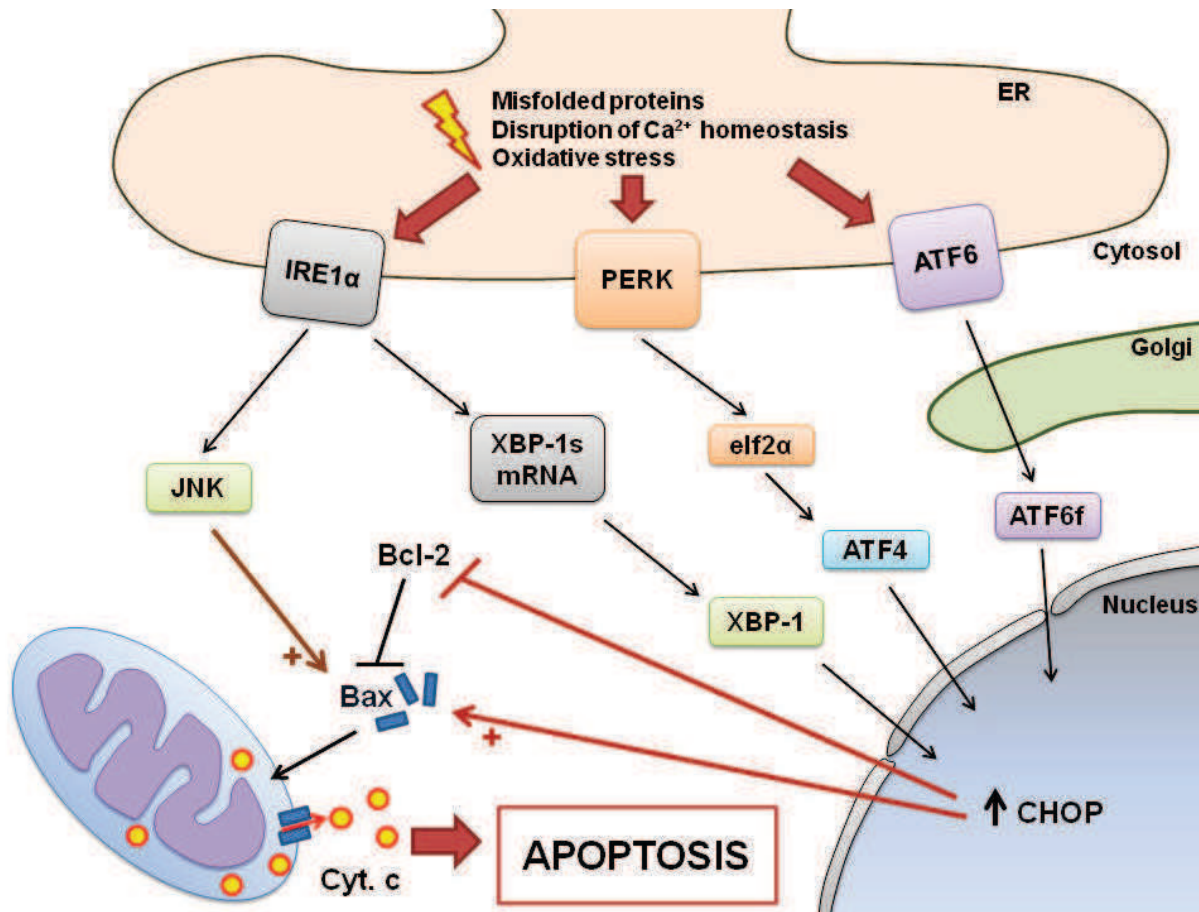 Misfolded proteins
Disruption of Ca²⁺ homeostasis
Oxidative stress
ER
IRE1α
PERK
ATF6
Cytosol
Golgi
JNK
XBP-1s
mRNA
eIf2α
ATF4
ATF6f
Bcl-2
XBP-1
Nucleus
+
Bax
+
CHOP
Cyt. c
APOPTOSIS